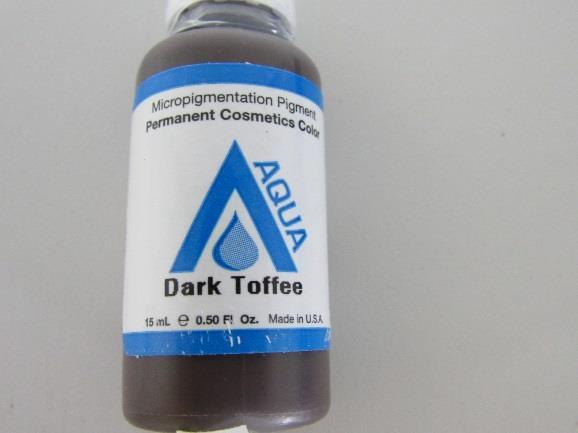 Micropigmentation Pigment
Permanent Cosmetics Color
AQUA
Dark Toffee
15 mL ℮ 0.50 Fl. Oz. Made in U.S.A.